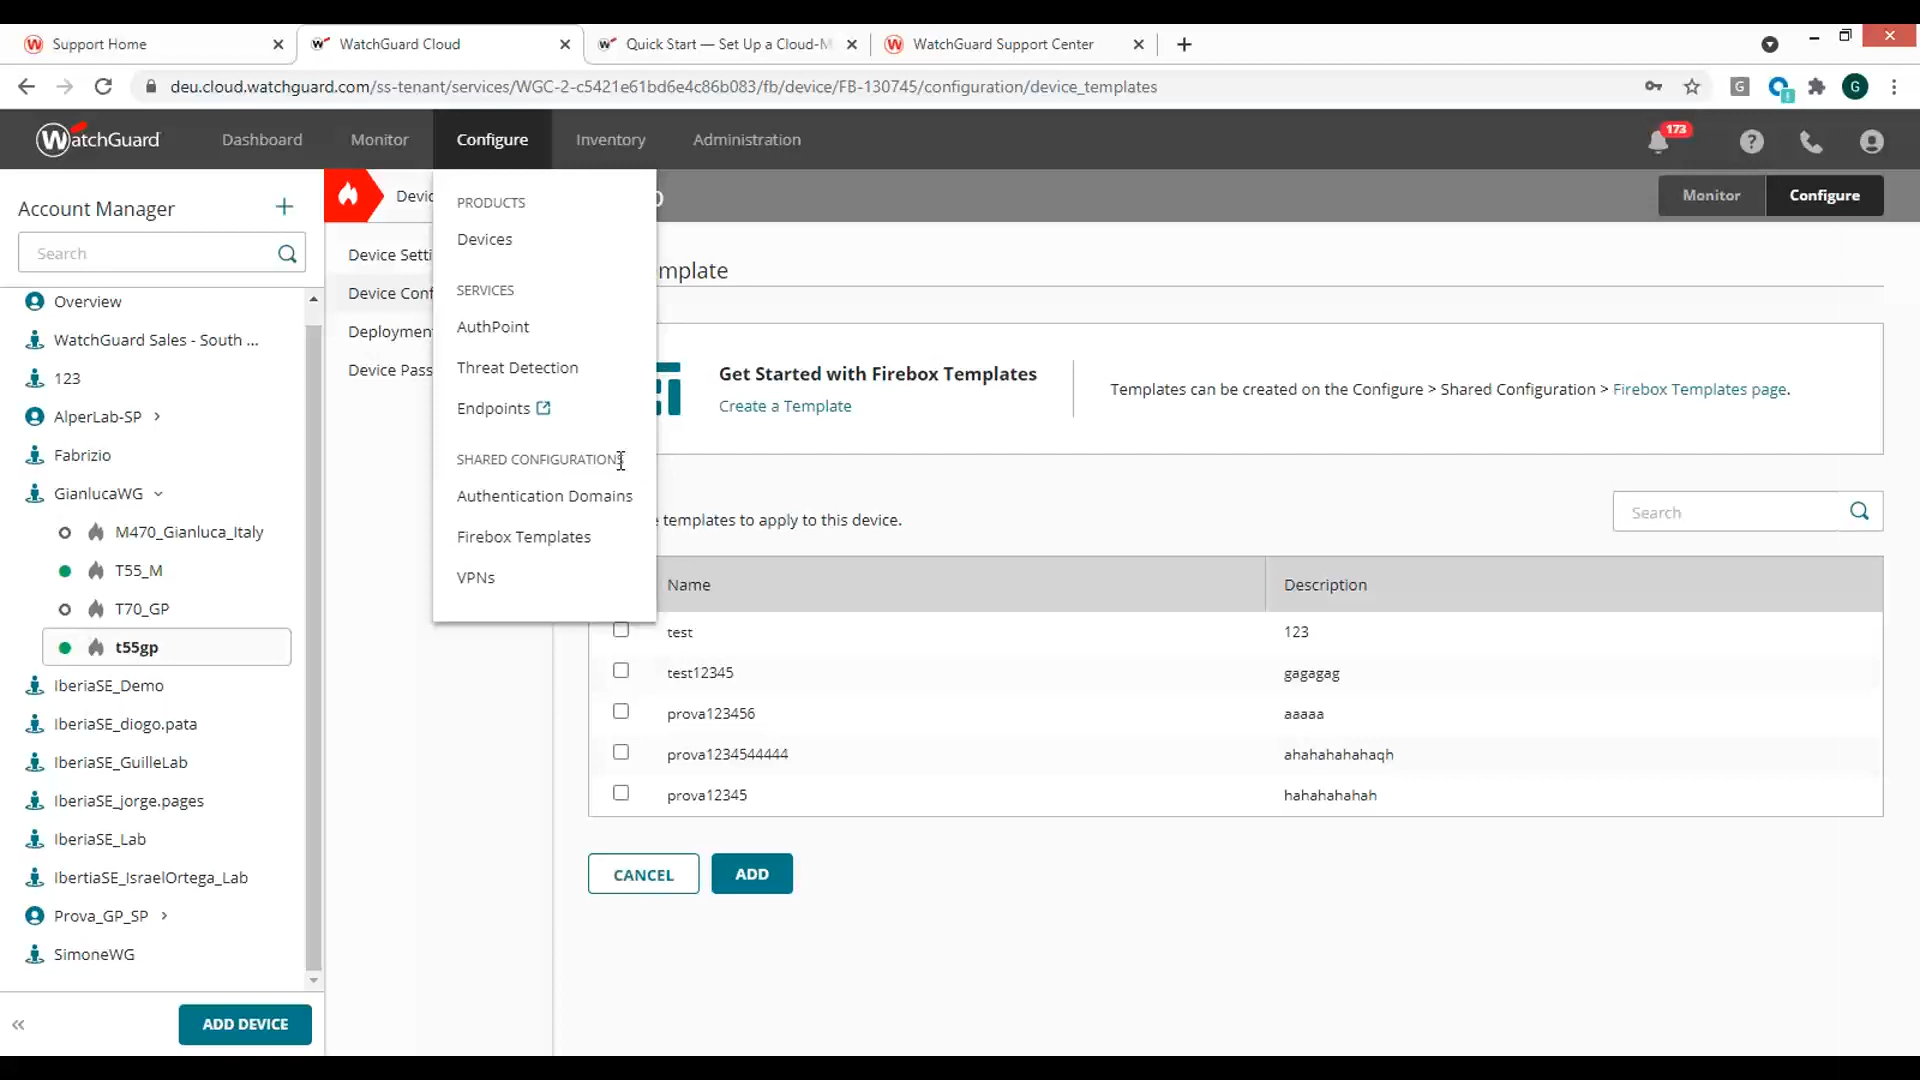 Support Home
WatchGuard Cloud
Quick Start — Set Up a Cloud-M
WatchGuard Support Center
deu.cloud.watchguard.com/ss-tenant/services/WGC-2-c5421e61bd6e4c86b083/fb/device/FB-130745/configuration/device_templates
WatchGuard
Dashboard
Monitor
Configure
Inventory
Administration
173
Account Manager
Search
Overview
WatchGuard Sales - South ...
123
AlperLab-SP
Fabrizio
GianlucaWG
M470_Gianluca_Italy
T55_M
T70_GP
t55gp
IberiaSE_Demo
IberiaSE_diogo.pata
IberiaSE_GuilleLab
IberiaSE_jorge.pages
IberiaSE_Lab
IbertiaSE_IsraelOrtega_Lab
Prova_GP_SP
SimoneWG
ADD DEVICE
Devic
Device Setti
Device Conf
Deploymen
Device Pass
PRODUCTS
Devices
SERVICES
AuthPoint
Threat Detection
Endpoints
SHARED CONFIGURATIONS
Authentication Domains
Firebox Templates
VPNs
Monitor
Configure
mplate
Get Started with Firebox Templates
Create a Template
Templates can be created on the Configure > Shared Configuration > Firebox Templates page.
e templates to apply to this device.
Search
Name
Description
test
123
test12345
gagagag
prova123456
aaaaa
prova1234544444
ahahahahahaqh
prova12345
hahahahahah
CANCEL
ADD